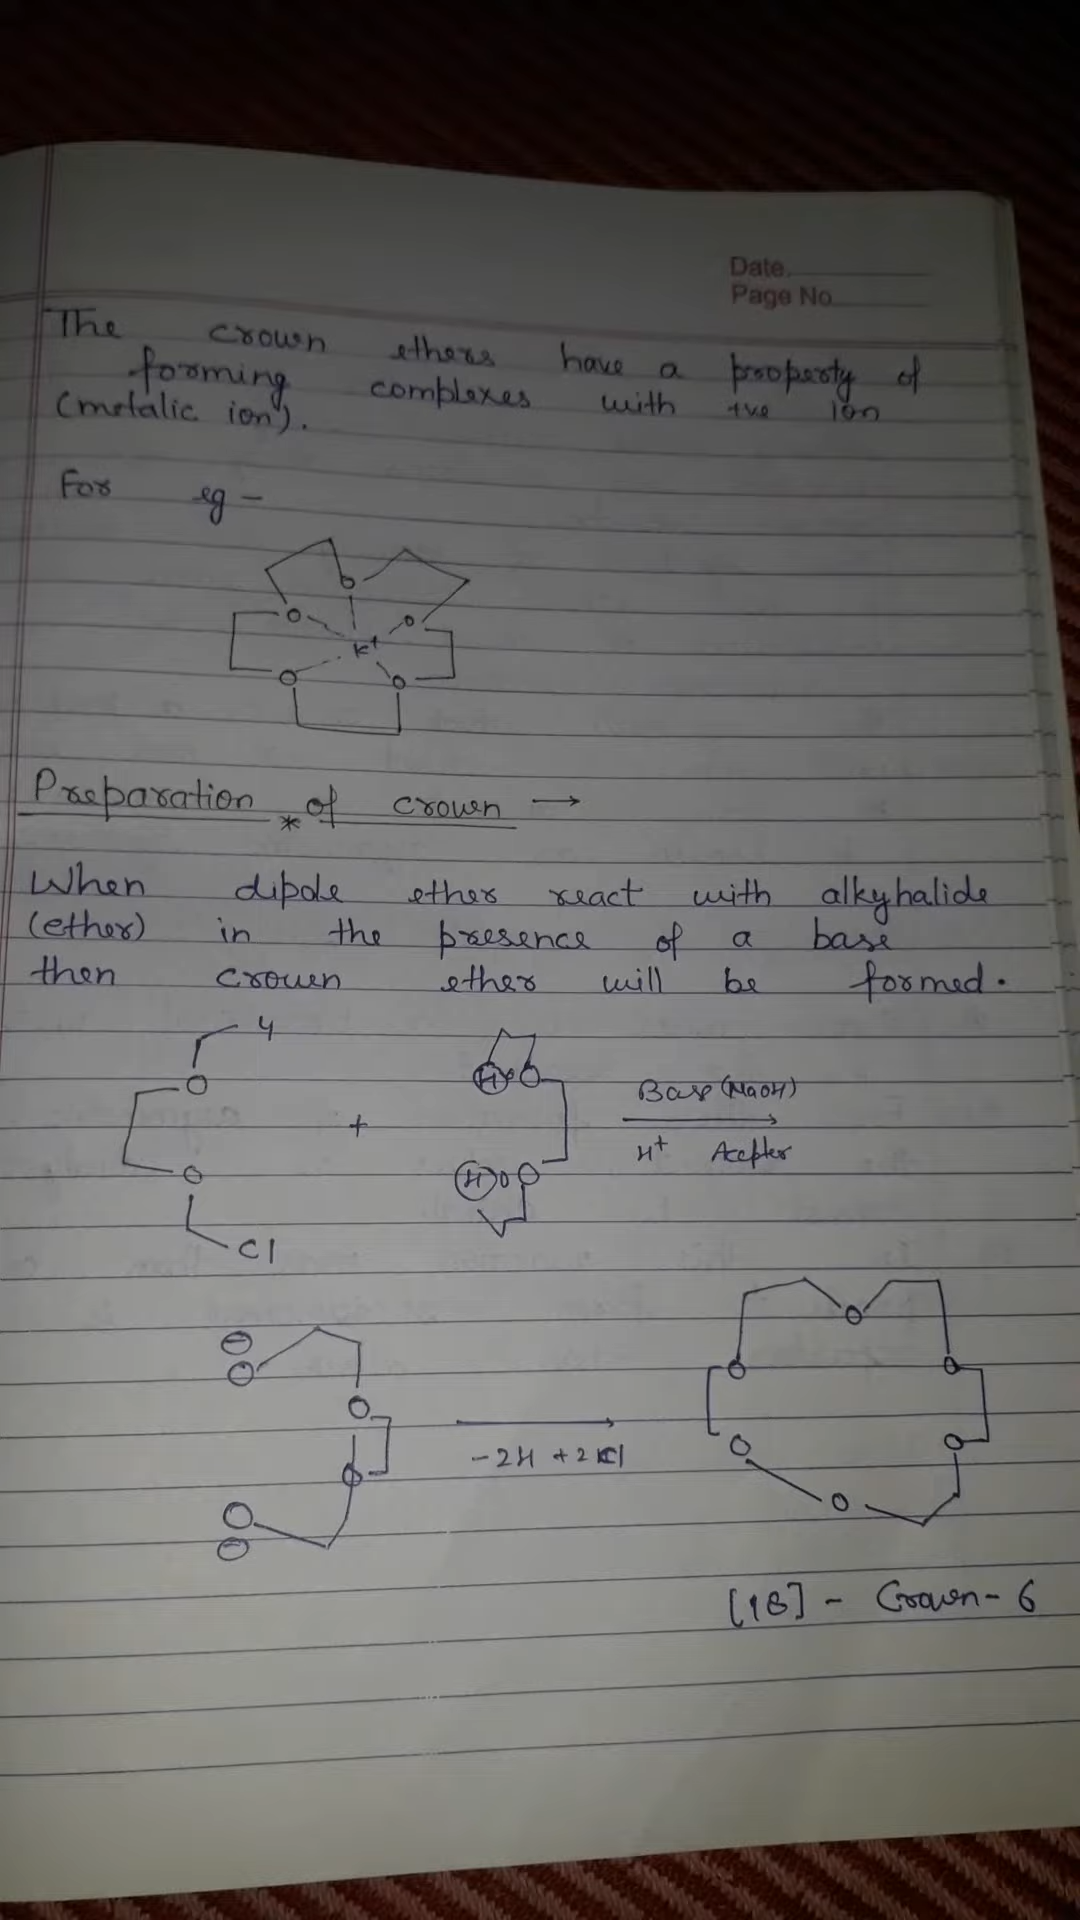 Date.
Page No.
The crown ethers have a property of
forming complexes with +ve ion
(metalic ion).
For eg -
O
O O
K+
O O
Preparation of crown →
*
When dipole ether react with alkyhalide
(ether) in the presence of a base
then crown ether will be formed.
O
Base (NaOH)
+
H+ Acepter
O
Cl
O
O O
O
-2H + 2KCl
O O
O
O
[18] - Crown - 6